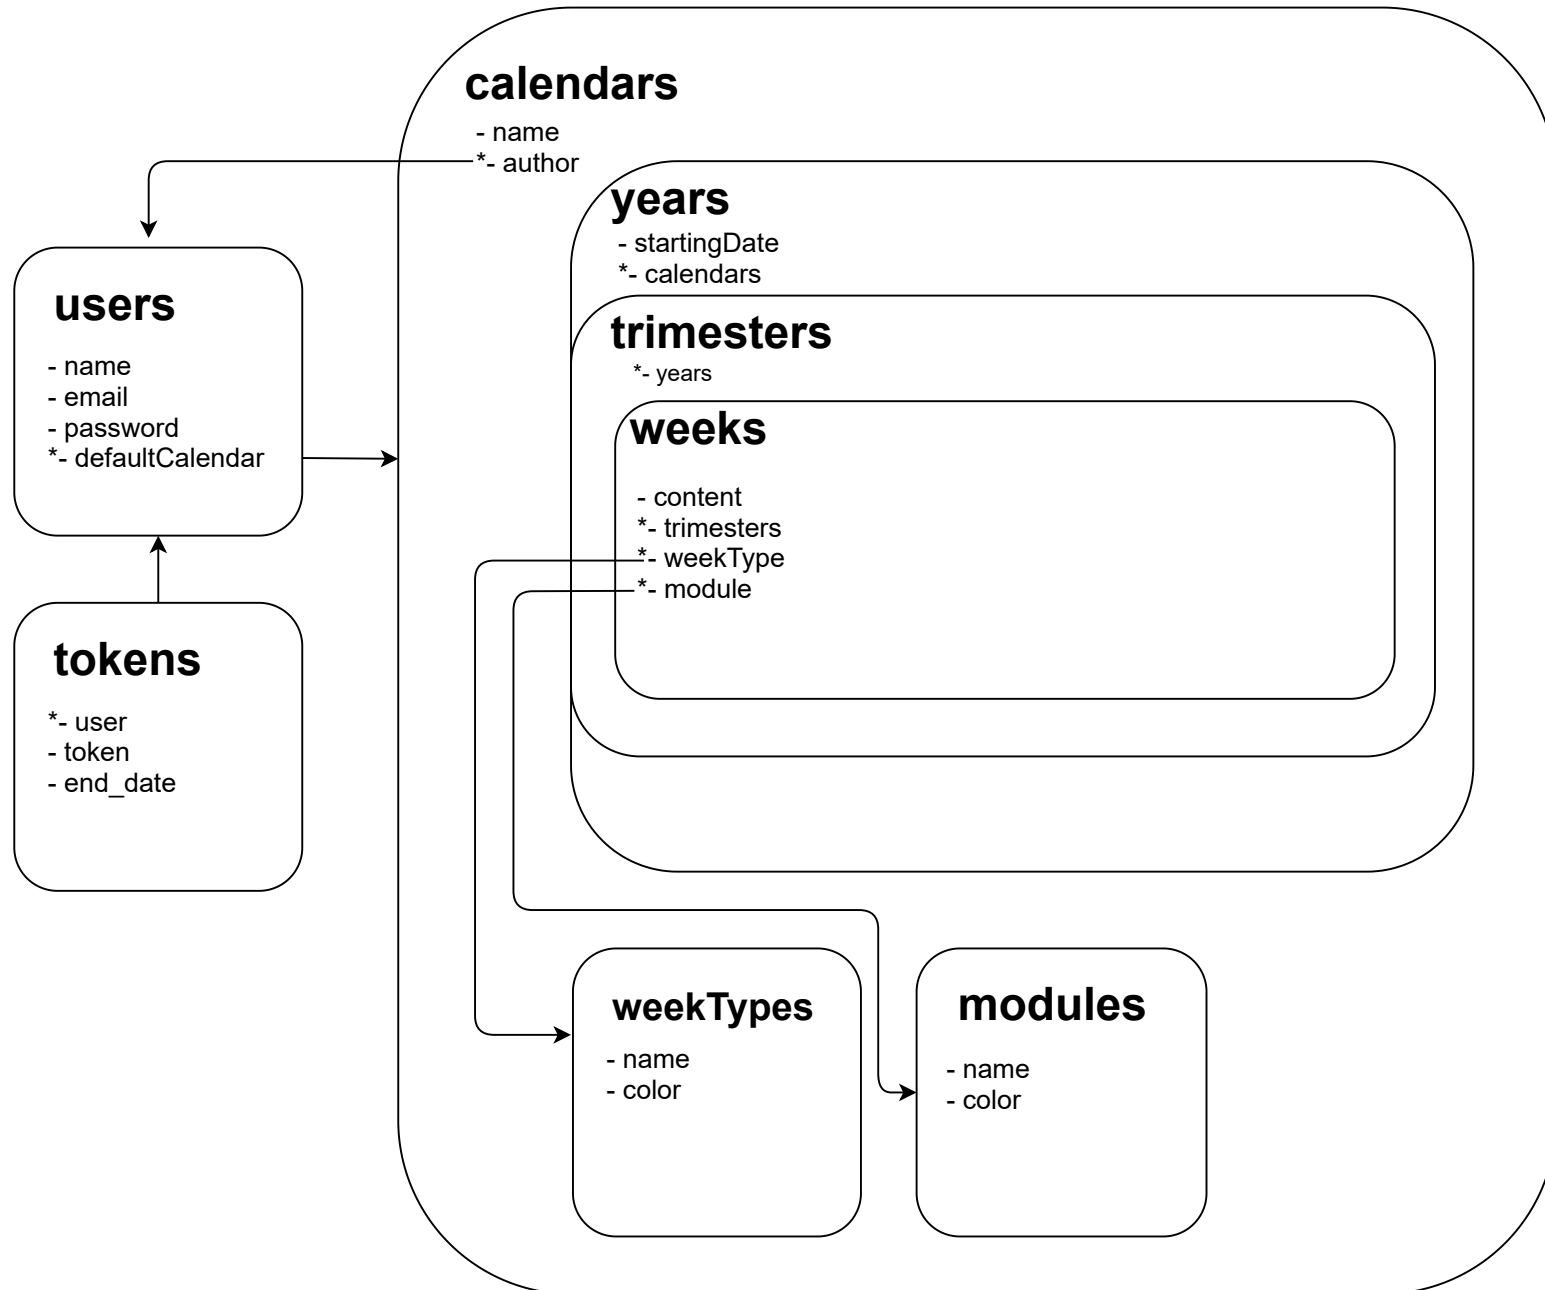 calendars
- name
*- author
years
- startingDate
*- calendars
users
- name
- email
- password
*- defaultCalendar
trimesters
*- years
weeks
- content
*- trimesters
*- weekType
*- module
tokens
*- user
- token
- end_date
weekTypes
- name
- color
modules
- name
- color